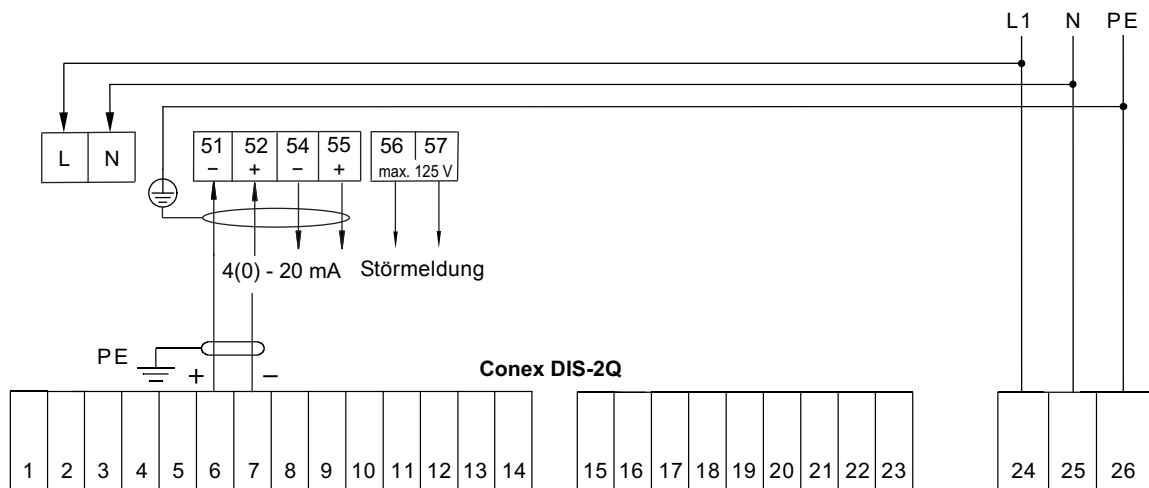 L1 N PE
L N
51 52 54 55 56 57
– + – + max. 125 V
4(0) - 20 mA Störmeldung
PE
+ –
Conex DIS-2Q
1 2 3 4 5 6 7 8 9 10 11 12 13 14 15 16 17 18 19 20 21 22 23 24 25 26